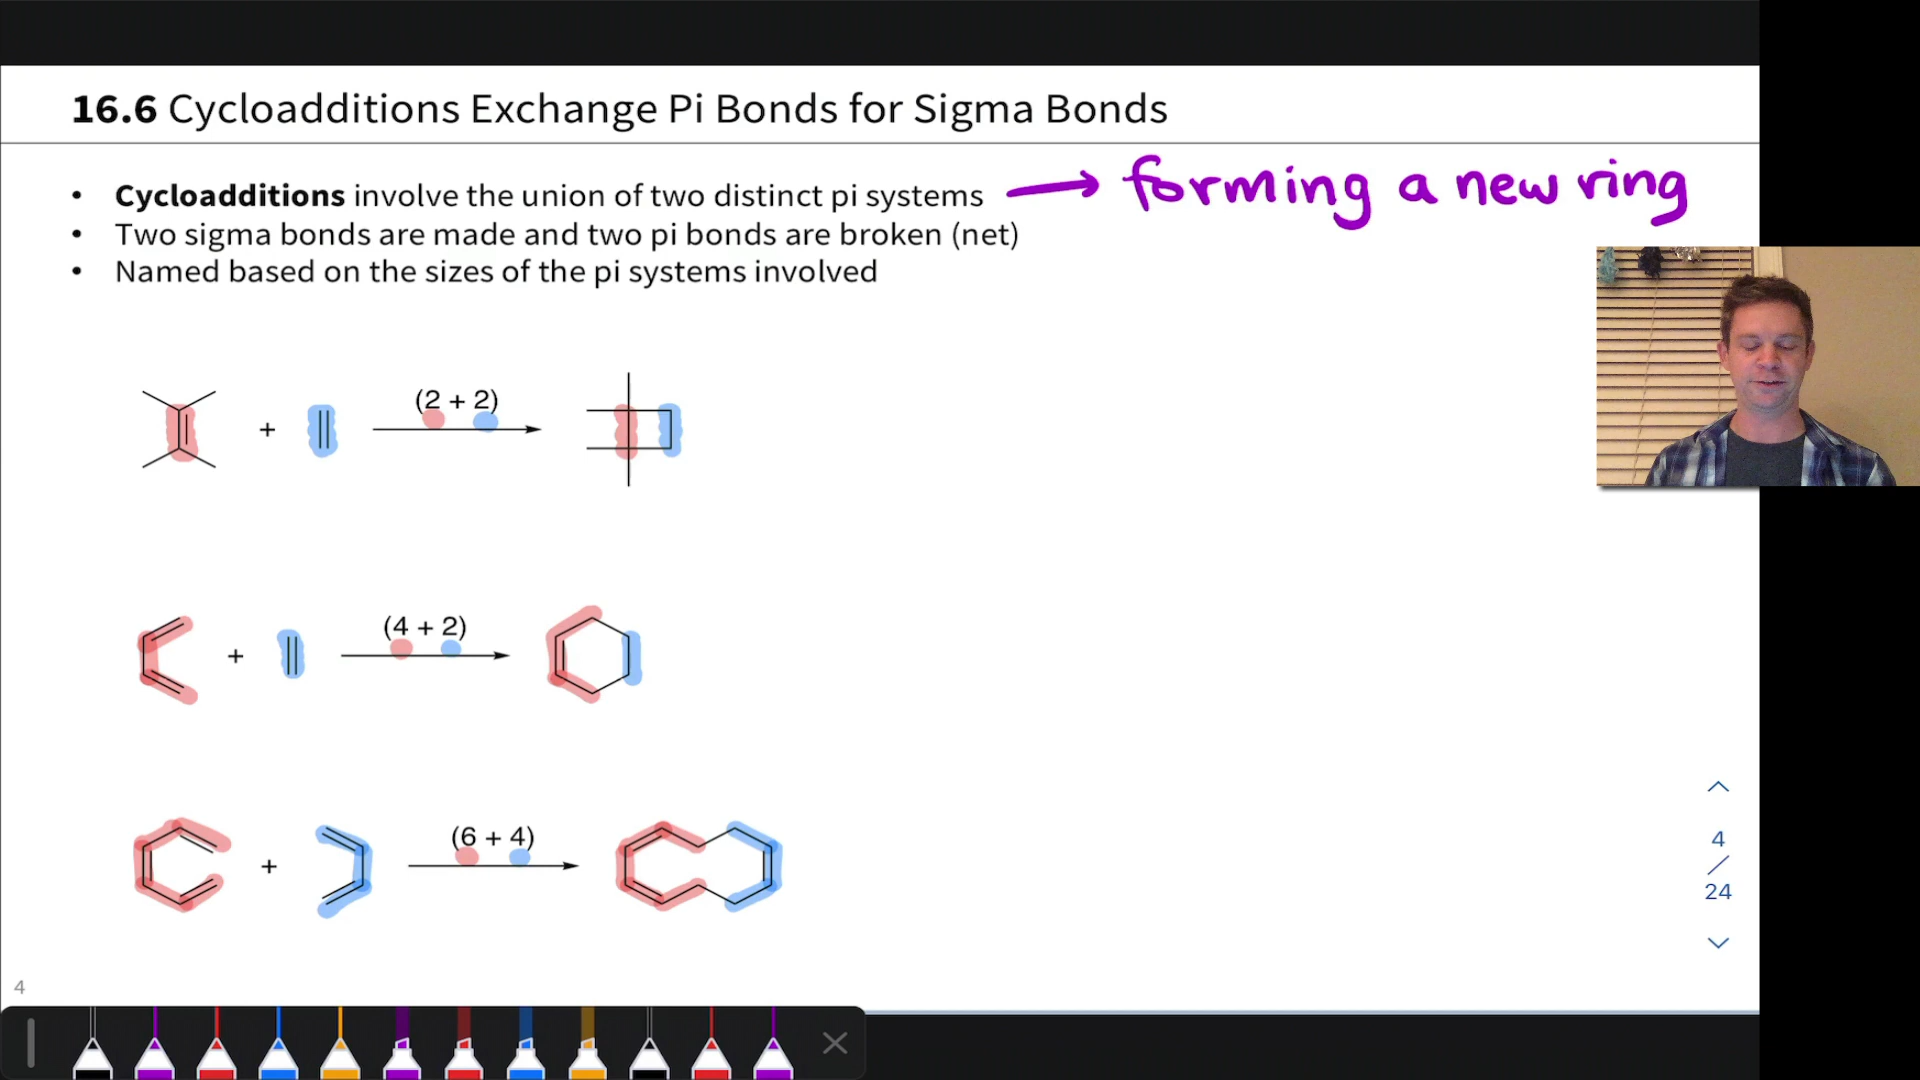 16.6 Cycloadditions Exchange Pi Bonds for Sigma Bonds
• Cycloadditions involve the union of two distinct pi systems → forming a new ring
• Two sigma bonds are made and two pi bonds are broken (net)
• Named based on the sizes of the pi systems involved
+ (2 + 2)
+ (4 + 2)
+ (6 + 4)
4
/
24
4